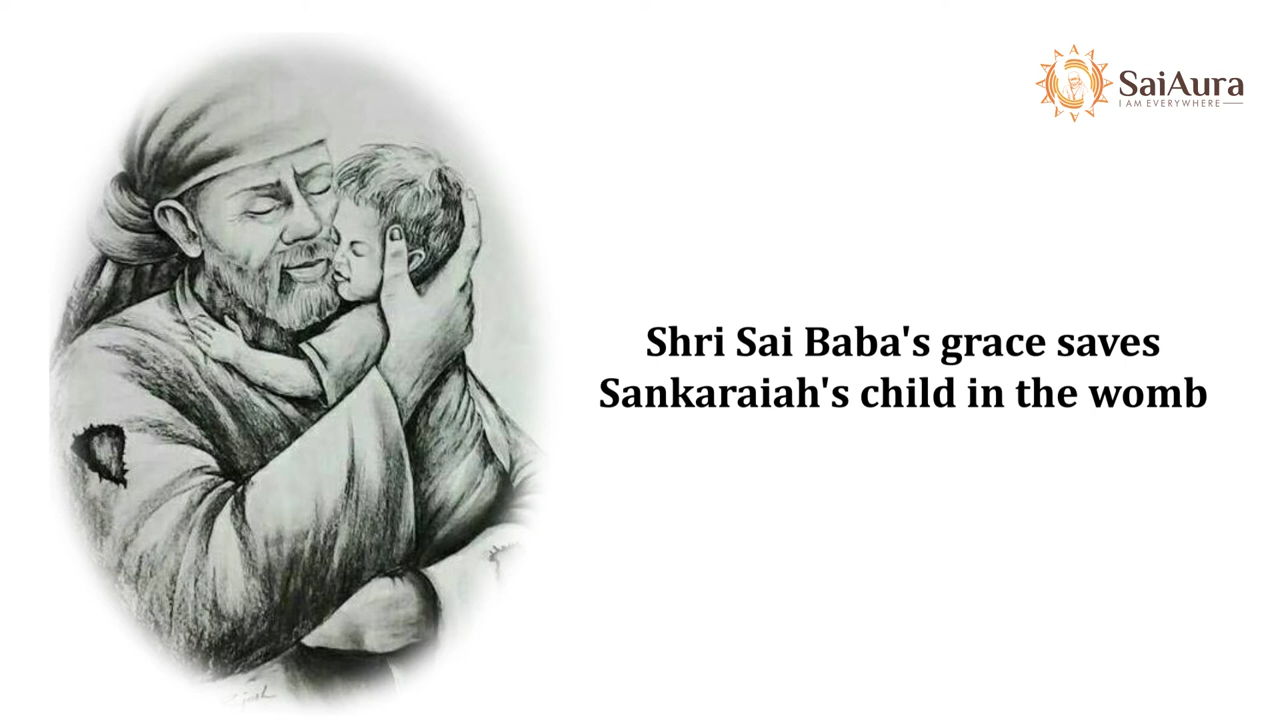 SaiAura
I AM EVERYWHERE
Shri Sai Baba's grace saves
Sankaraiah's child in the womb